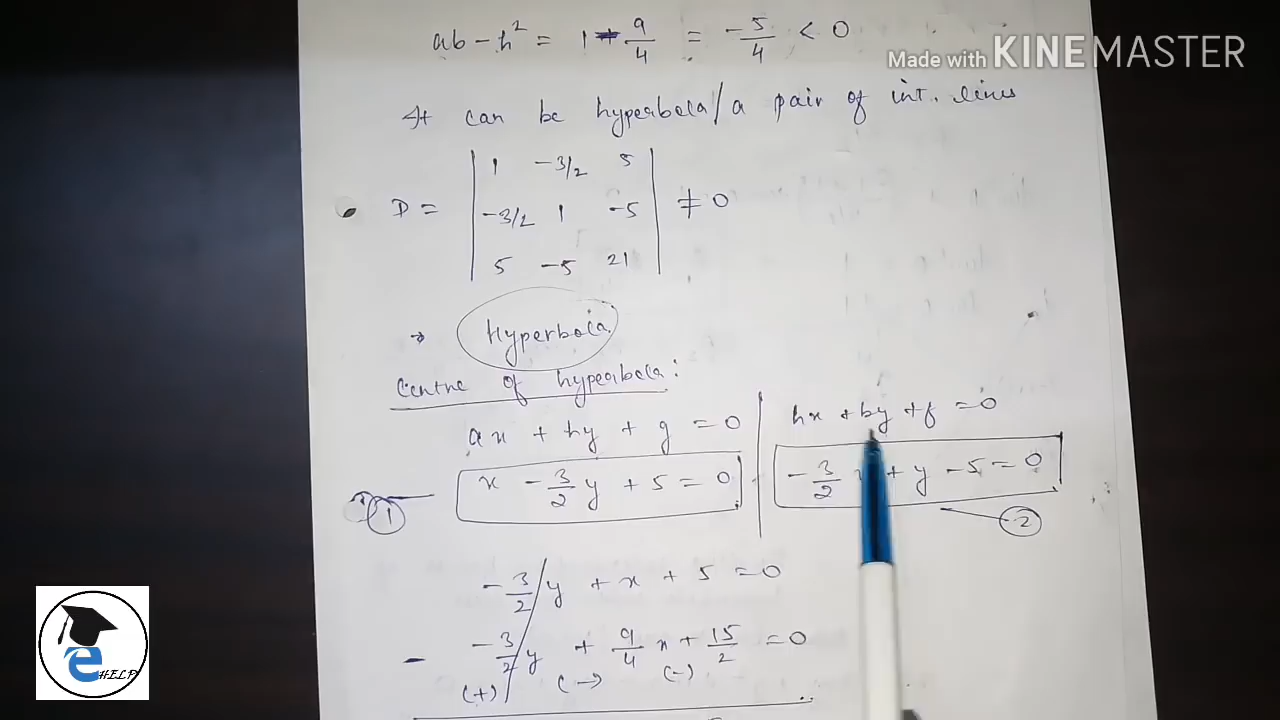 ab - h² = 1 - 9/4 = -5/4 < 0
Made with KINEMASTER
It can be hyperbola/a pair of int. lines
D = | 1 -3/2 5 |
| -3/2 1 -5 | ≠ 0
| 5 -5 21 |
→ Hyperbola
Centre of hyperbola:
ax + hy + g = 0
x - 3/2 y + 5 = 0
1
hx + by + f = 0
-3/2 + y - 5 = 0
2
-3/2 y + x + 5 = 0
- -3/2 y + 9/4 x + 15/2 = 0
(+) (-) (-)
e HELP